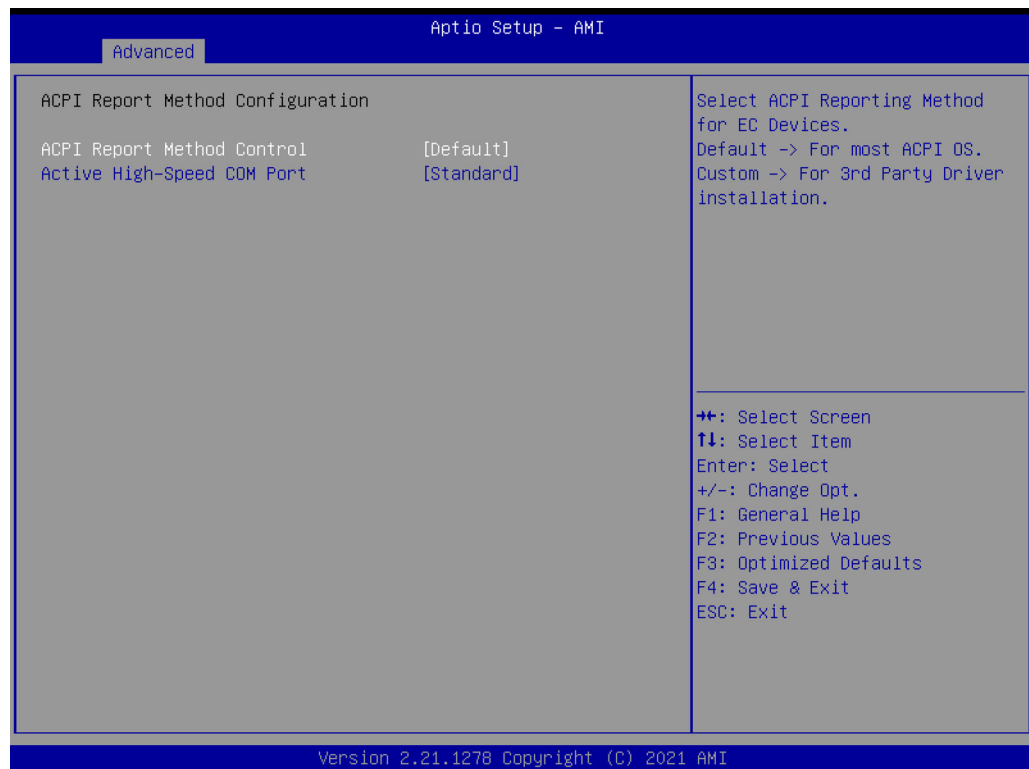 Aptio Setup – AMI
Advanced
ACPI Report Method Configuration
ACPI Report Method Control [Default]
Active High-Speed COM Port [Standard]
Select ACPI Reporting Method
for EC Devices.
Default -> For most ACPI OS.
Custom -> For 3rd Party Driver
installation.
→←: Select Screen
↑↓: Select Item
Enter: Select
+/-: Change Opt.
F1: General Help
F2: Previous Values
F3: Optimized Defaults
F4: Save & Exit
ESC: Exit
Version 2.21.1278 Copyright (C) 2021 AMI